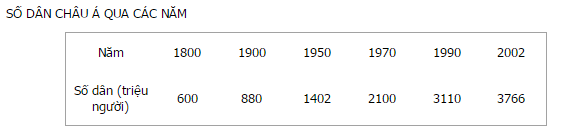 SỐ DÂN CHÂU Á QUA CÁC NĂM
Năm 1800 1900 1950 1970 1990 2002
Số dân (triệu
người) 600 880 1402 2100 3110 3766